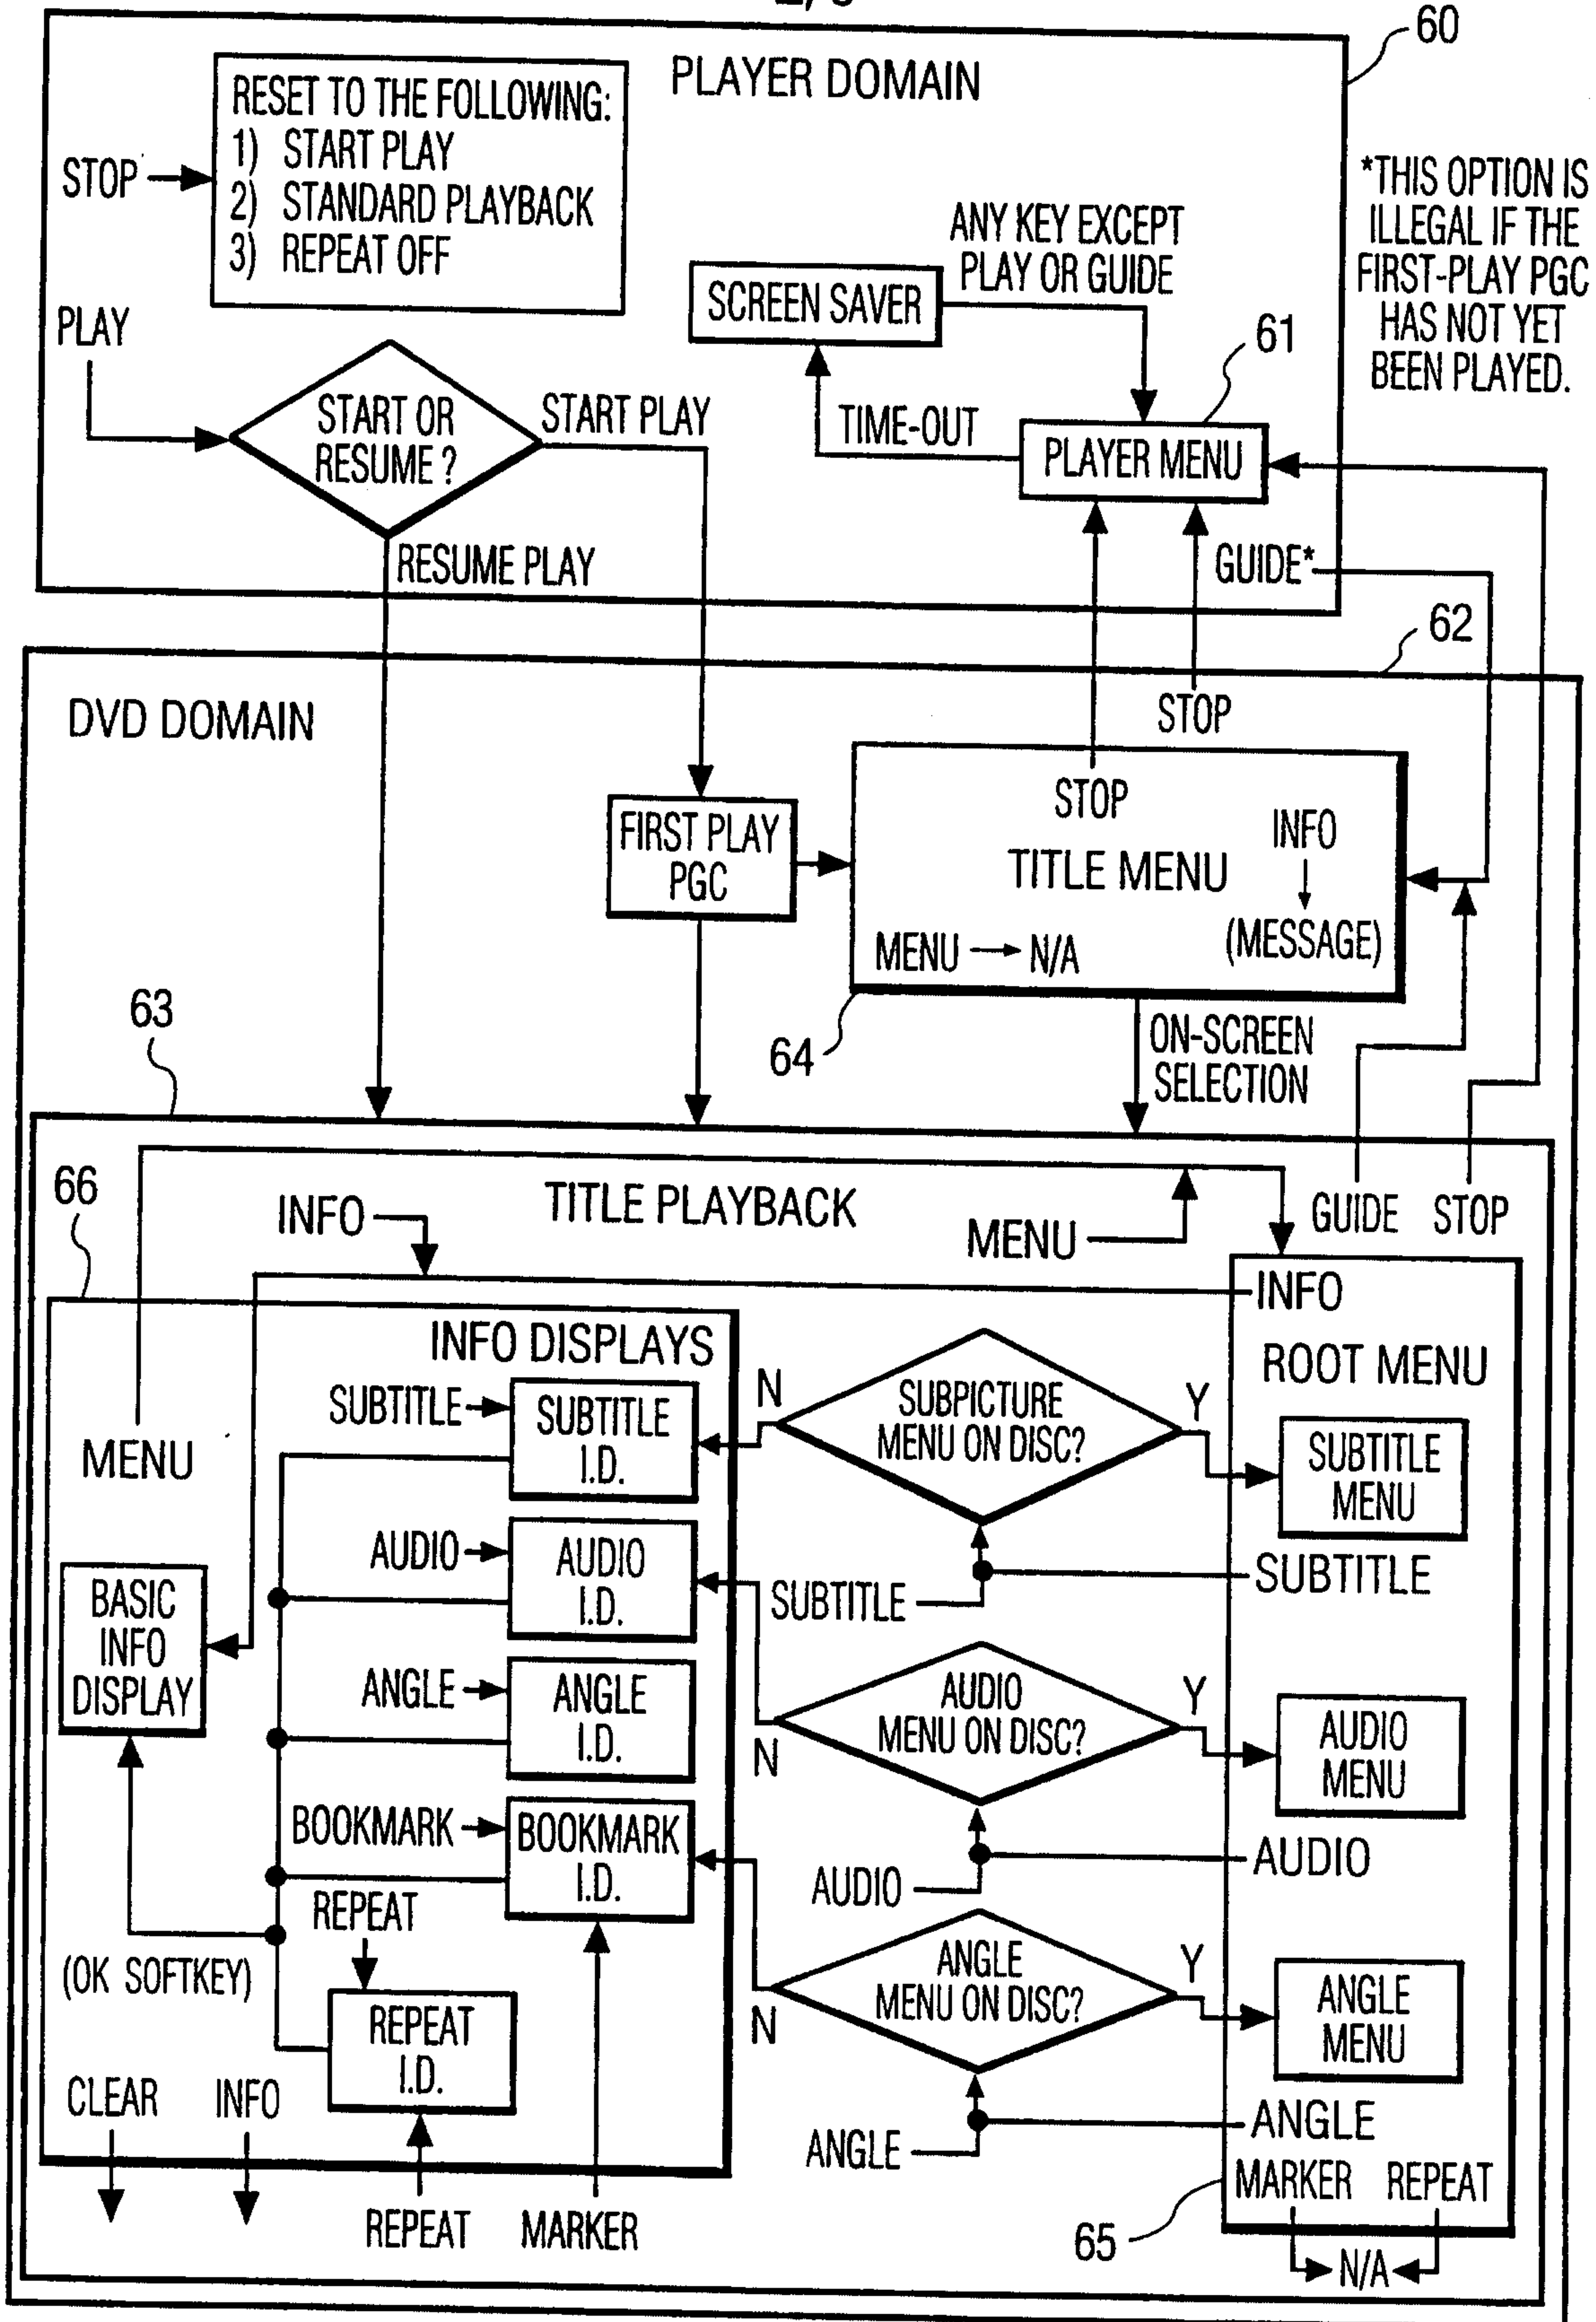 60
PLAYER DOMAIN
RESET TO THE FOLLOWING:
1) START PLAY
2) STANDARD PLAYBACK
3) REPEAT OFF
STOP
*THIS OPTION IS
ILLEGAL IF THE
FIRST-PLAY PGC
HAS NOT YET
BEEN PLAYED.
ANY KEY EXCEPT
PLAY OR GUIDE
SCREEN SAVER
PLAY
61
START OR
RESUME ?
START PLAY
TIME-OUT
PLAYER MENU
RESUME PLAY
GUIDE*
62
DVD DOMAIN
STOP
STOP
FIRST PLAY
PGC
TITLE MENU
INFO
(MESSAGE)
MENU
N/A
63
64
ON-SCREEN
SELECTION
66
TITLE PLAYBACK
INFO
MENU
GUIDE
STOP
INFO
INFO DISPLAYS
ROOT MENU
SUBTITLE
SUBTITLE
I.D.
N
SUBPICTURE
MENU ON DISC?
Y
SUBTITLE
MENU
MENU
AUDIO
AUDIO
I.D.
SUBTITLE
SUBTITLE
BASIC
INFO
DISPLAY
ANGLE
ANGLE
I.D.
N
AUDIO
MENU ON DISC?
Y
AUDIO
MENU
BOOKMARK
BOOKMARK
I.D.
AUDIO
AUDIO
REPEAT
(OK SOFTKEY)
REPEAT
I.D.
N
ANGLE
MENU ON DISC?
Y
ANGLE
MENU
CLEAR
INFO
ANGLE
ANGLE
REPEAT
MARKER
65
MARKER
REPEAT
N/A